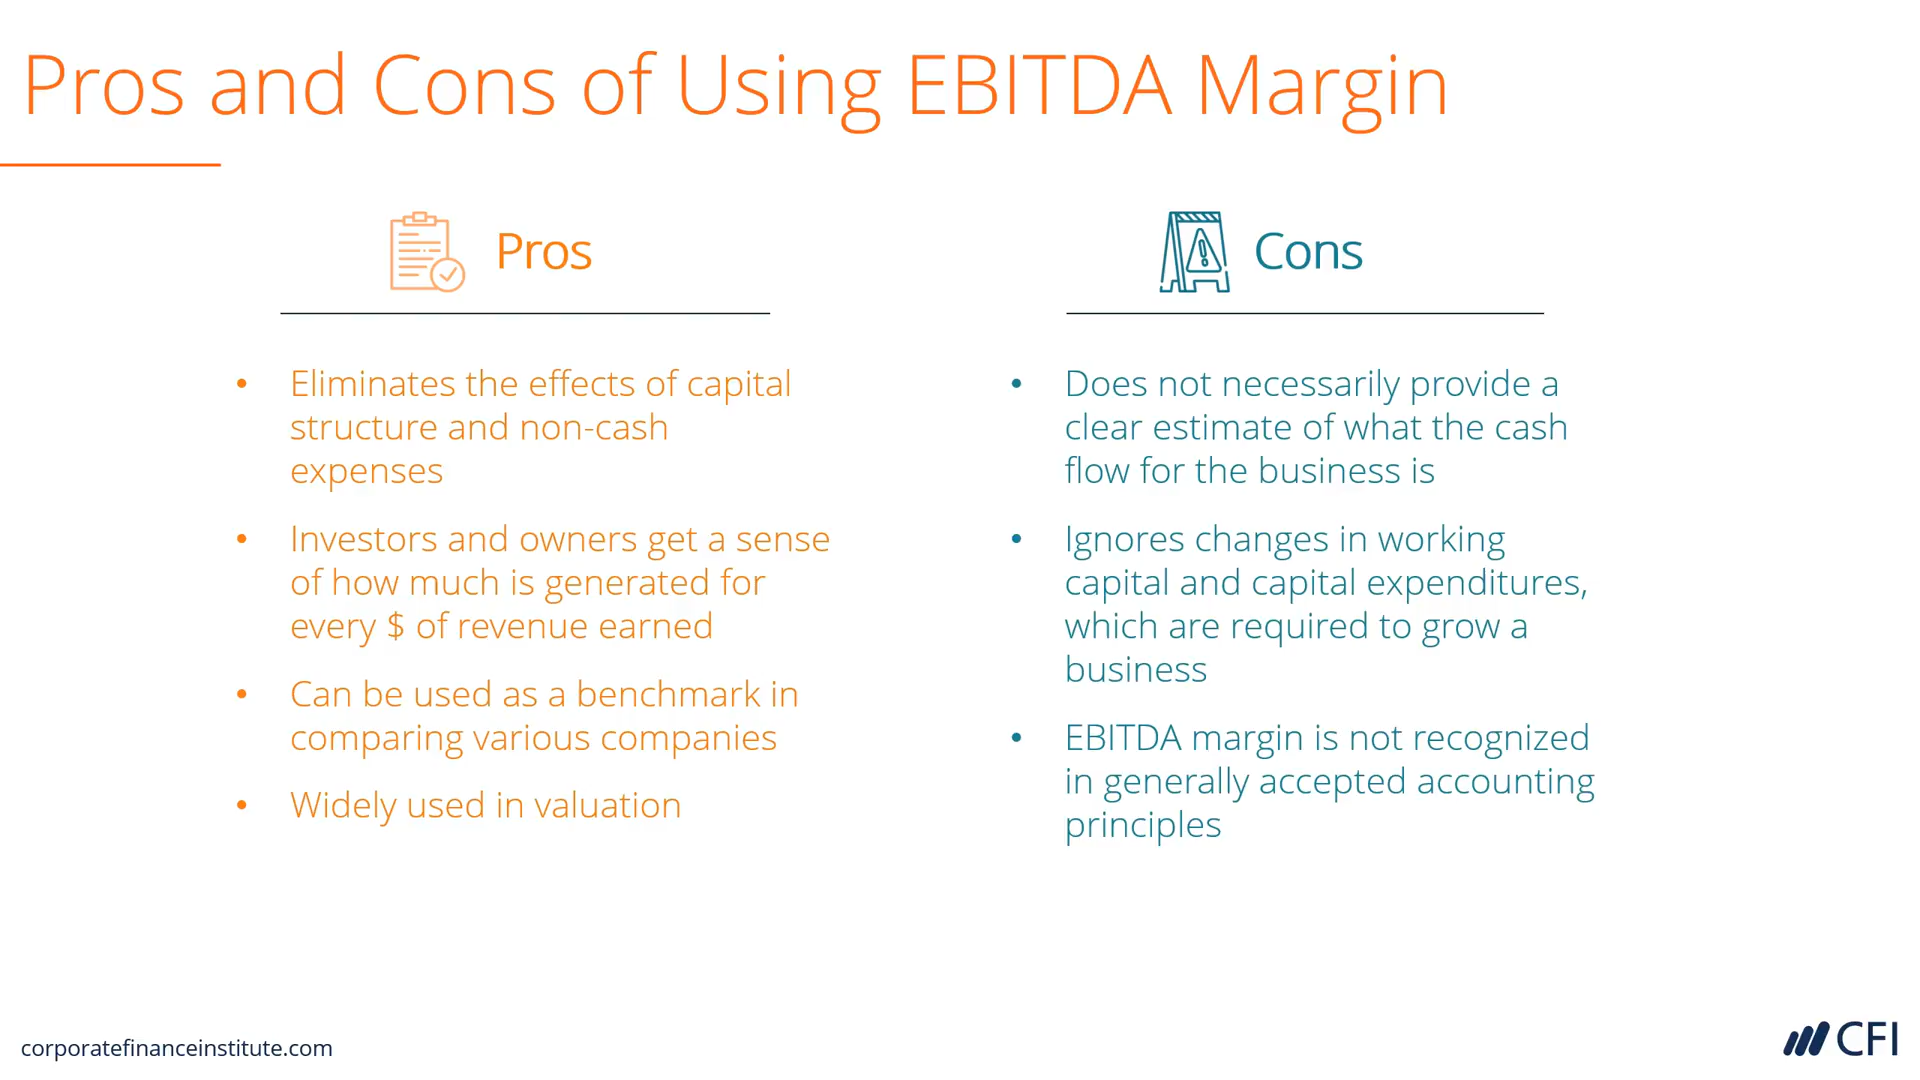 Pros and Cons of Using EBITDA Margin
Pros
• Eliminates the effects of capital
structure and non-cash
expenses
• Investors and owners get a sense
of how much is generated for
every $ of revenue earned
• Can be used as a benchmark in
comparing various companies
• Widely used in valuation
Cons
• Does not necessarily provide a
clear estimate of what the cash
flow for the business is
• Ignores changes in working
capital and capital expenditures,
which are required to grow a
business
• EBITDA margin is not recognized
in generally accepted accounting
principles
corporatefinanceinstitute.com
CFI